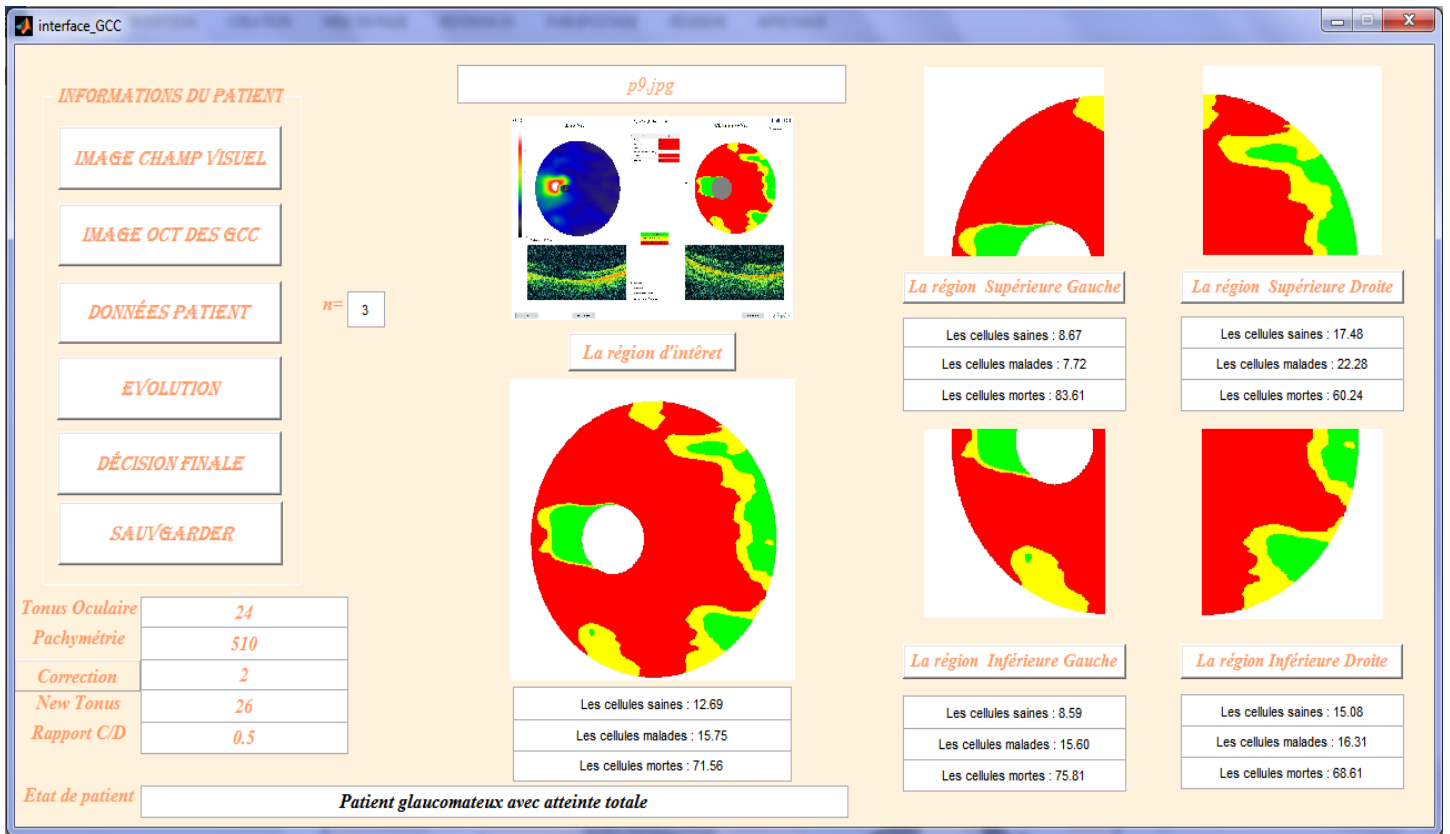 interface_GCC
INFORMATIONS DU PATIENT
IMAGE CHAMP VISUEL
IMAGE OCT DES GCC
DONNÉES PATIENT
EVOLUTION
DÉCISION FINALE
SAUVGARDER
n= 3
Tonus Oculaire 24
Pachymétrie 510
Correction 2
New Tonus 26
Rapport C/D 0.5
Etat de patient Patient glaucomateux avec atteinte totale
p9.jpg
La région d'intêret
Les cellules saines : 12.69
Les cellules malades : 15.75
Les cellules mortes : 71.56
La région Supérieure Gauche
Les cellules saines : 8.67
Les cellules malades : 7.72
Les cellules mortes : 83.61
La région Supérieure Droite
Les cellules saines : 17.48
Les cellules malades : 22.28
Les cellules mortes : 60.24
La région Inférieure Gauche
Les cellules saines : 8.59
Les cellules malades : 15.60
Les cellules mortes : 75.81
La région Inférieure Droite
Les cellules saines : 15.08
Les cellules malades : 16.31
Les cellules mortes : 68.61